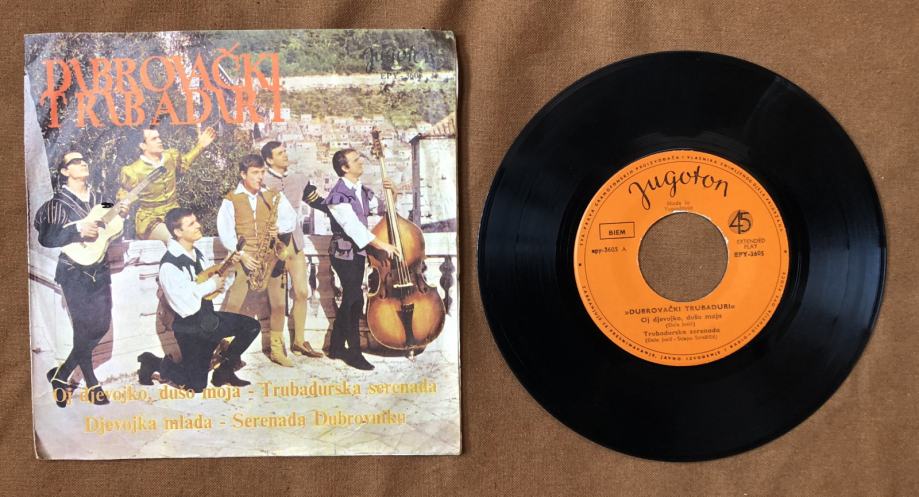 DUBROVAČKI
TRUBADURI
Jugoton
EPY-3605
Oj djevojko, dušo moja - Trubadurska serenada
Djevojka mlada - Serenada Dubrovniku
Jugoton
Made in
Yugoslavia
BIEM
45
EXTENDED
PLAY
epy-3605 A
EPY-3605
»DUBROVAČKI TRUBADURI«
Oj djevojko, dušo moja
Trubadurska serenada